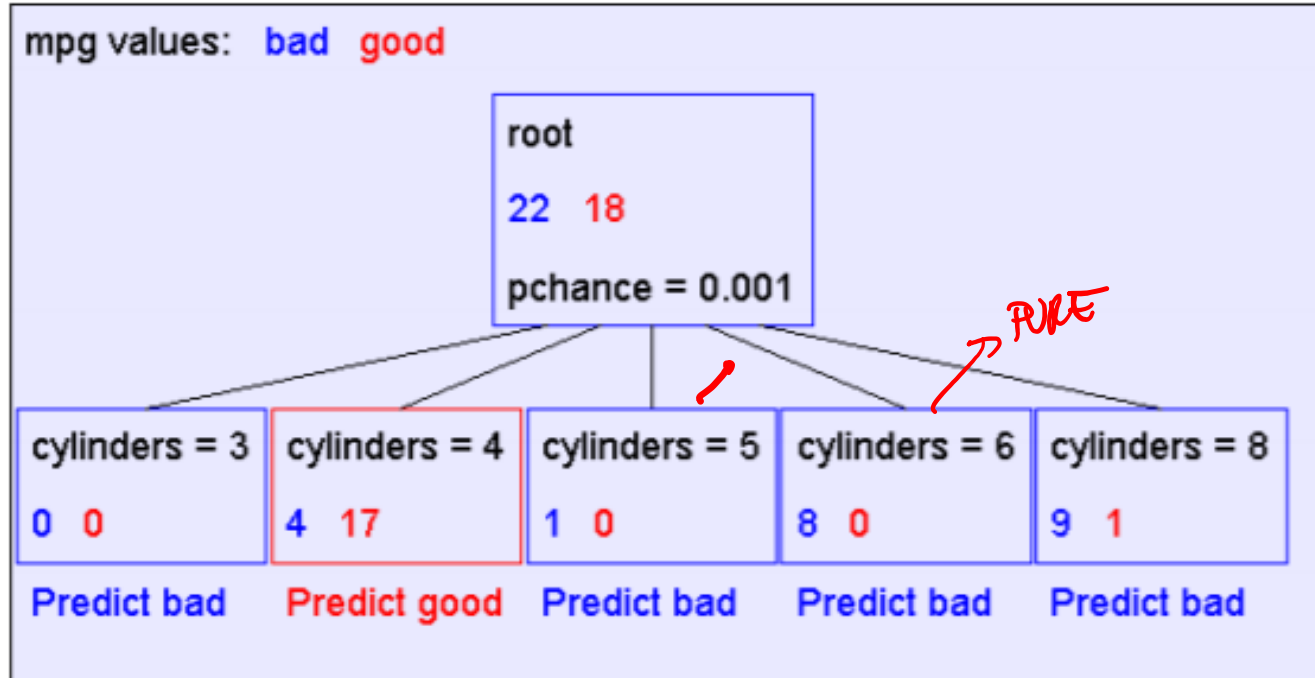 mpg values: bad good
root
22 18
pchance = 0.001
PURE
cylinders = 3 cylinders = 4 cylinders = 5 cylinders = 6 cylinders = 8
0 0 4 17 1 0 8 0 9 1
Predict bad Predict good Predict bad Predict bad Predict bad